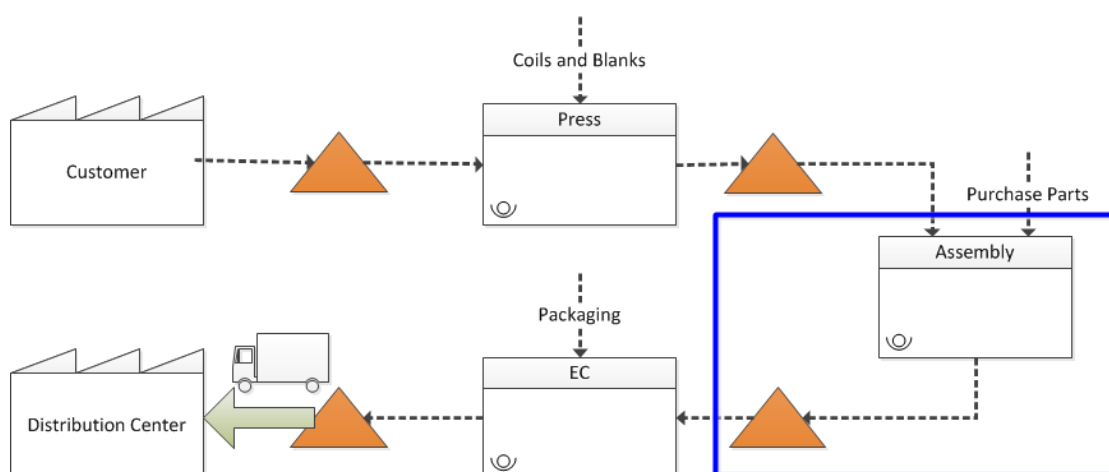 Coils and Blanks
Press
Customer
Purchase Parts
Assembly
Packaging
EC
Distribution Center